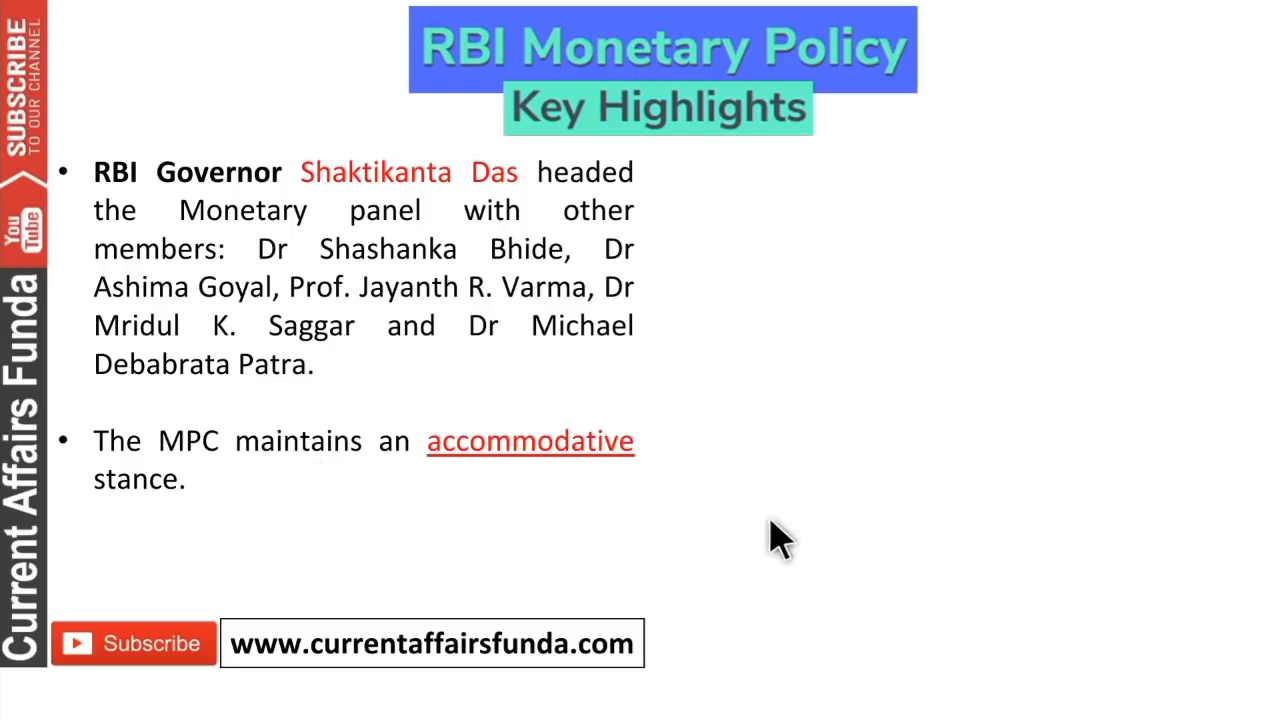 RBI Monetary Policy
Key Highlights
• RBI Governor Shaktikanta Das headed
the Monetary panel with other
members: Dr Shashanka Bhide, Dr
Ashima Goyal, Prof. Jayanth R. Varma, Dr
Mridul K. Saggar and Dr Michael
Debabrata Patra.
• The MPC maintains an accommodative
stance.
SUBSCRIBE
TO OUR CHANNEL
You
Tube
Current Affairs Funda
Subscribe
www.currentaffairsfunda.com